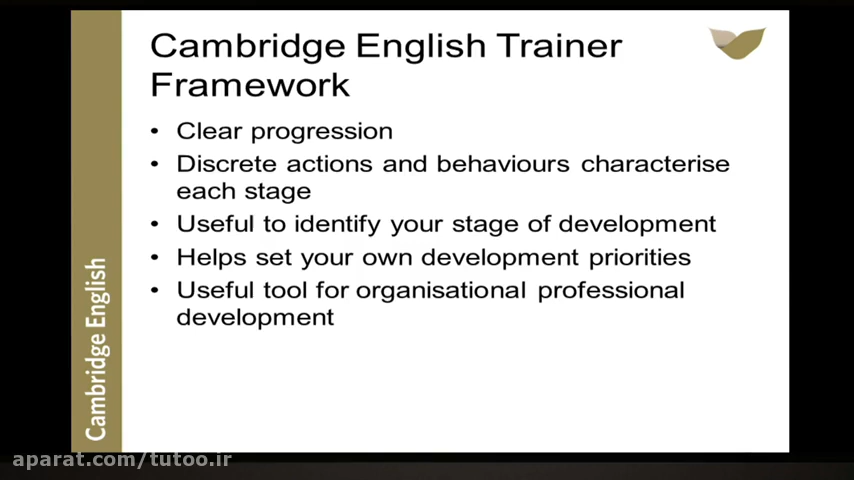 Cambridge English Trainer
Framework
• Clear progression
• Discrete actions and behaviours characterise
each stage
• Useful to identify your stage of development
• Helps set your own development priorities
• Useful tool for organisational professional
development
Cambridge English
aparat.com/tutoo.ir